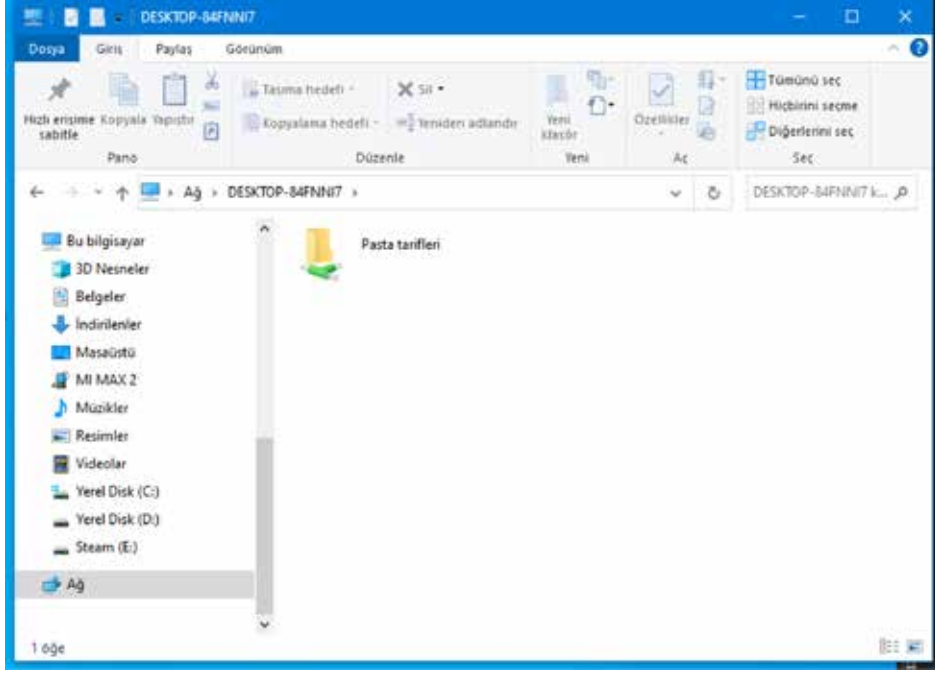 DESKTOP-84FNNI7
Dosya Giriş Paylaş Görünüm
Hızlı erişime sabitle
Kopyala
Yapıştır
Taşıma hedefi
Kopyalama hedefi
Sil
Yeniden adlandır
Yeni klasör
Özellikler
Tümünü seç
Hiçbirini seçme
Diğerlerini seç
Pano Düzenle Yeni Aç Seç
Ağ DESKTOP-84FNNI7
DESKTOP-84FNNI7 k...
Bu bilgisayar
3D Nesneler
Belgeler
İndirilenler
Masaüstü
MI MAX 2
Müzikler
Resimler
Videolar
Yerel Disk (C:)
Yerel Disk (D:)
Steam (E:)
Ağ
Pasta tarifleri
1 öğe